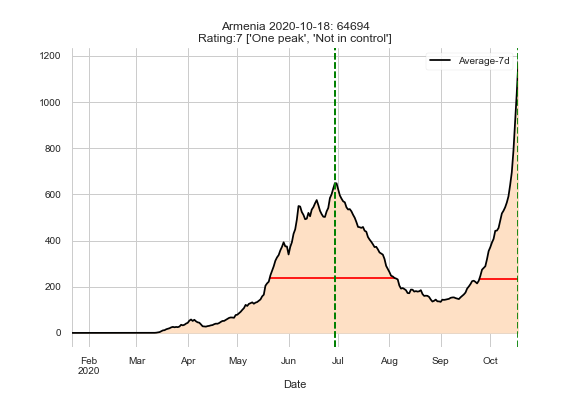 Armenia 2020-10-18: 64694
Rating:7 ['One peak', 'Not in control']
Average-7d
1200
1000
800
600
400
200
0
Feb Mar Apr May Jun Jul Aug Sep Oct
2020
Date